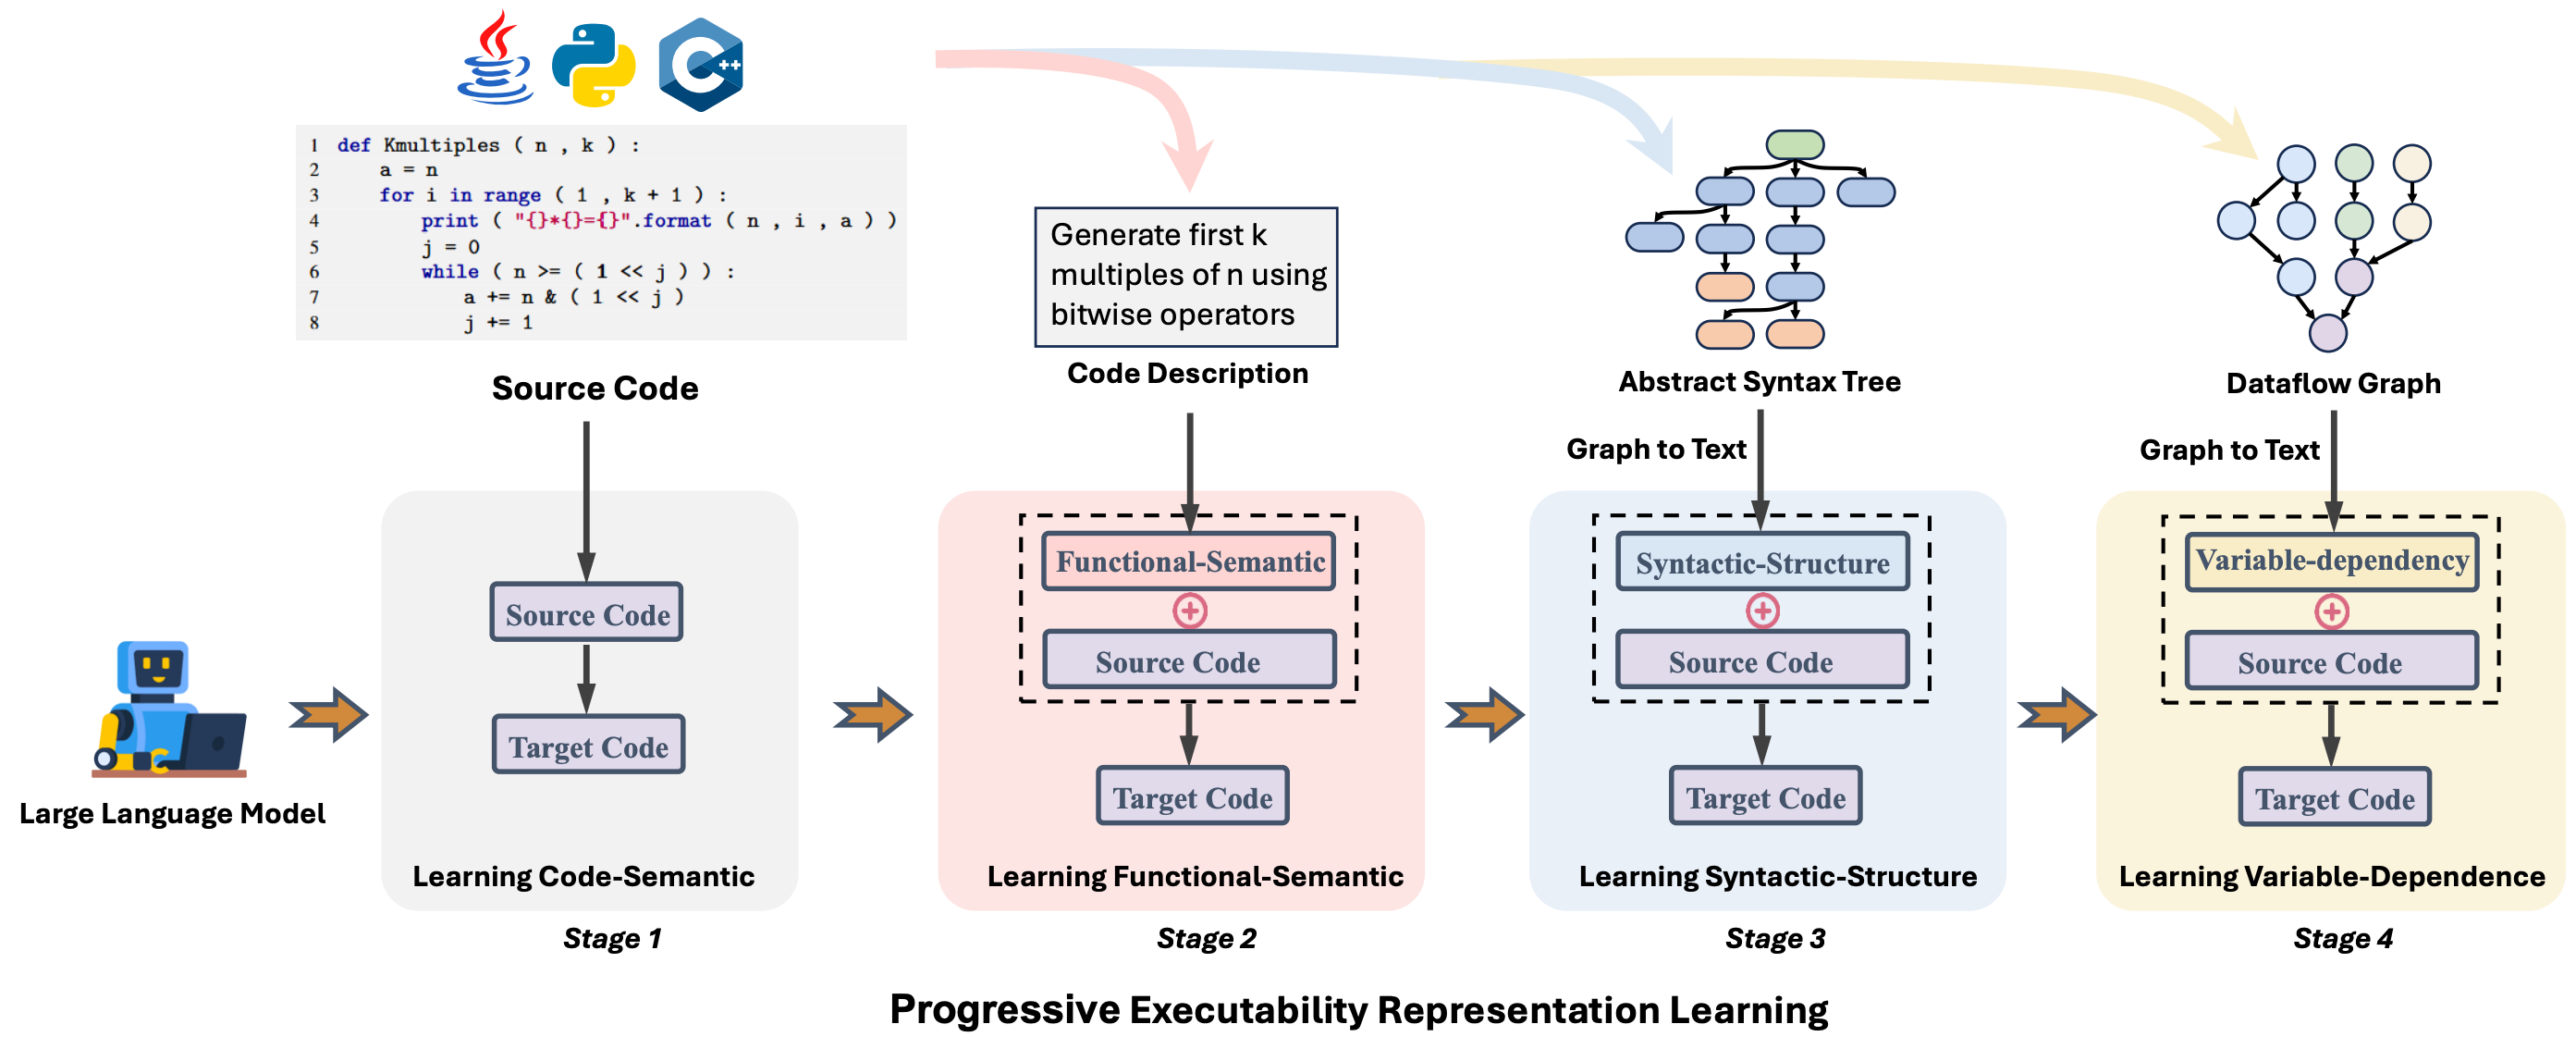 ++
1 def Kmultiples ( n , k ) :
2 a = n
3 for i in range ( 1 , k + 1 ) :
4 print ( "{}*{}={}".format ( n , i , a ) )
5 j = 0
6 while ( n >= ( 1 << j ) ) :
7 a += n & ( 1 << j )
8 j += 1
Source Code
Generate first k
multiples of n using
bitwise operators
Code Description
Abstract Syntax Tree
Dataflow Graph
Graph to Text
Graph to Text
Large Language Model
Source Code
Target Code
Learning Code-Semantic
Stage 1
Functional-Semantic
+
Source Code
Target Code
Learning Functional-Semantic
Stage 2
Syntactic-Structure
+
Source Code
Target Code
Learning Syntactic-Structure
Stage 3
Variable-dependency
+
Source Code
Target Code
Learning Variable-Dependence
Stage 4
Progressive Executability Representation Learning